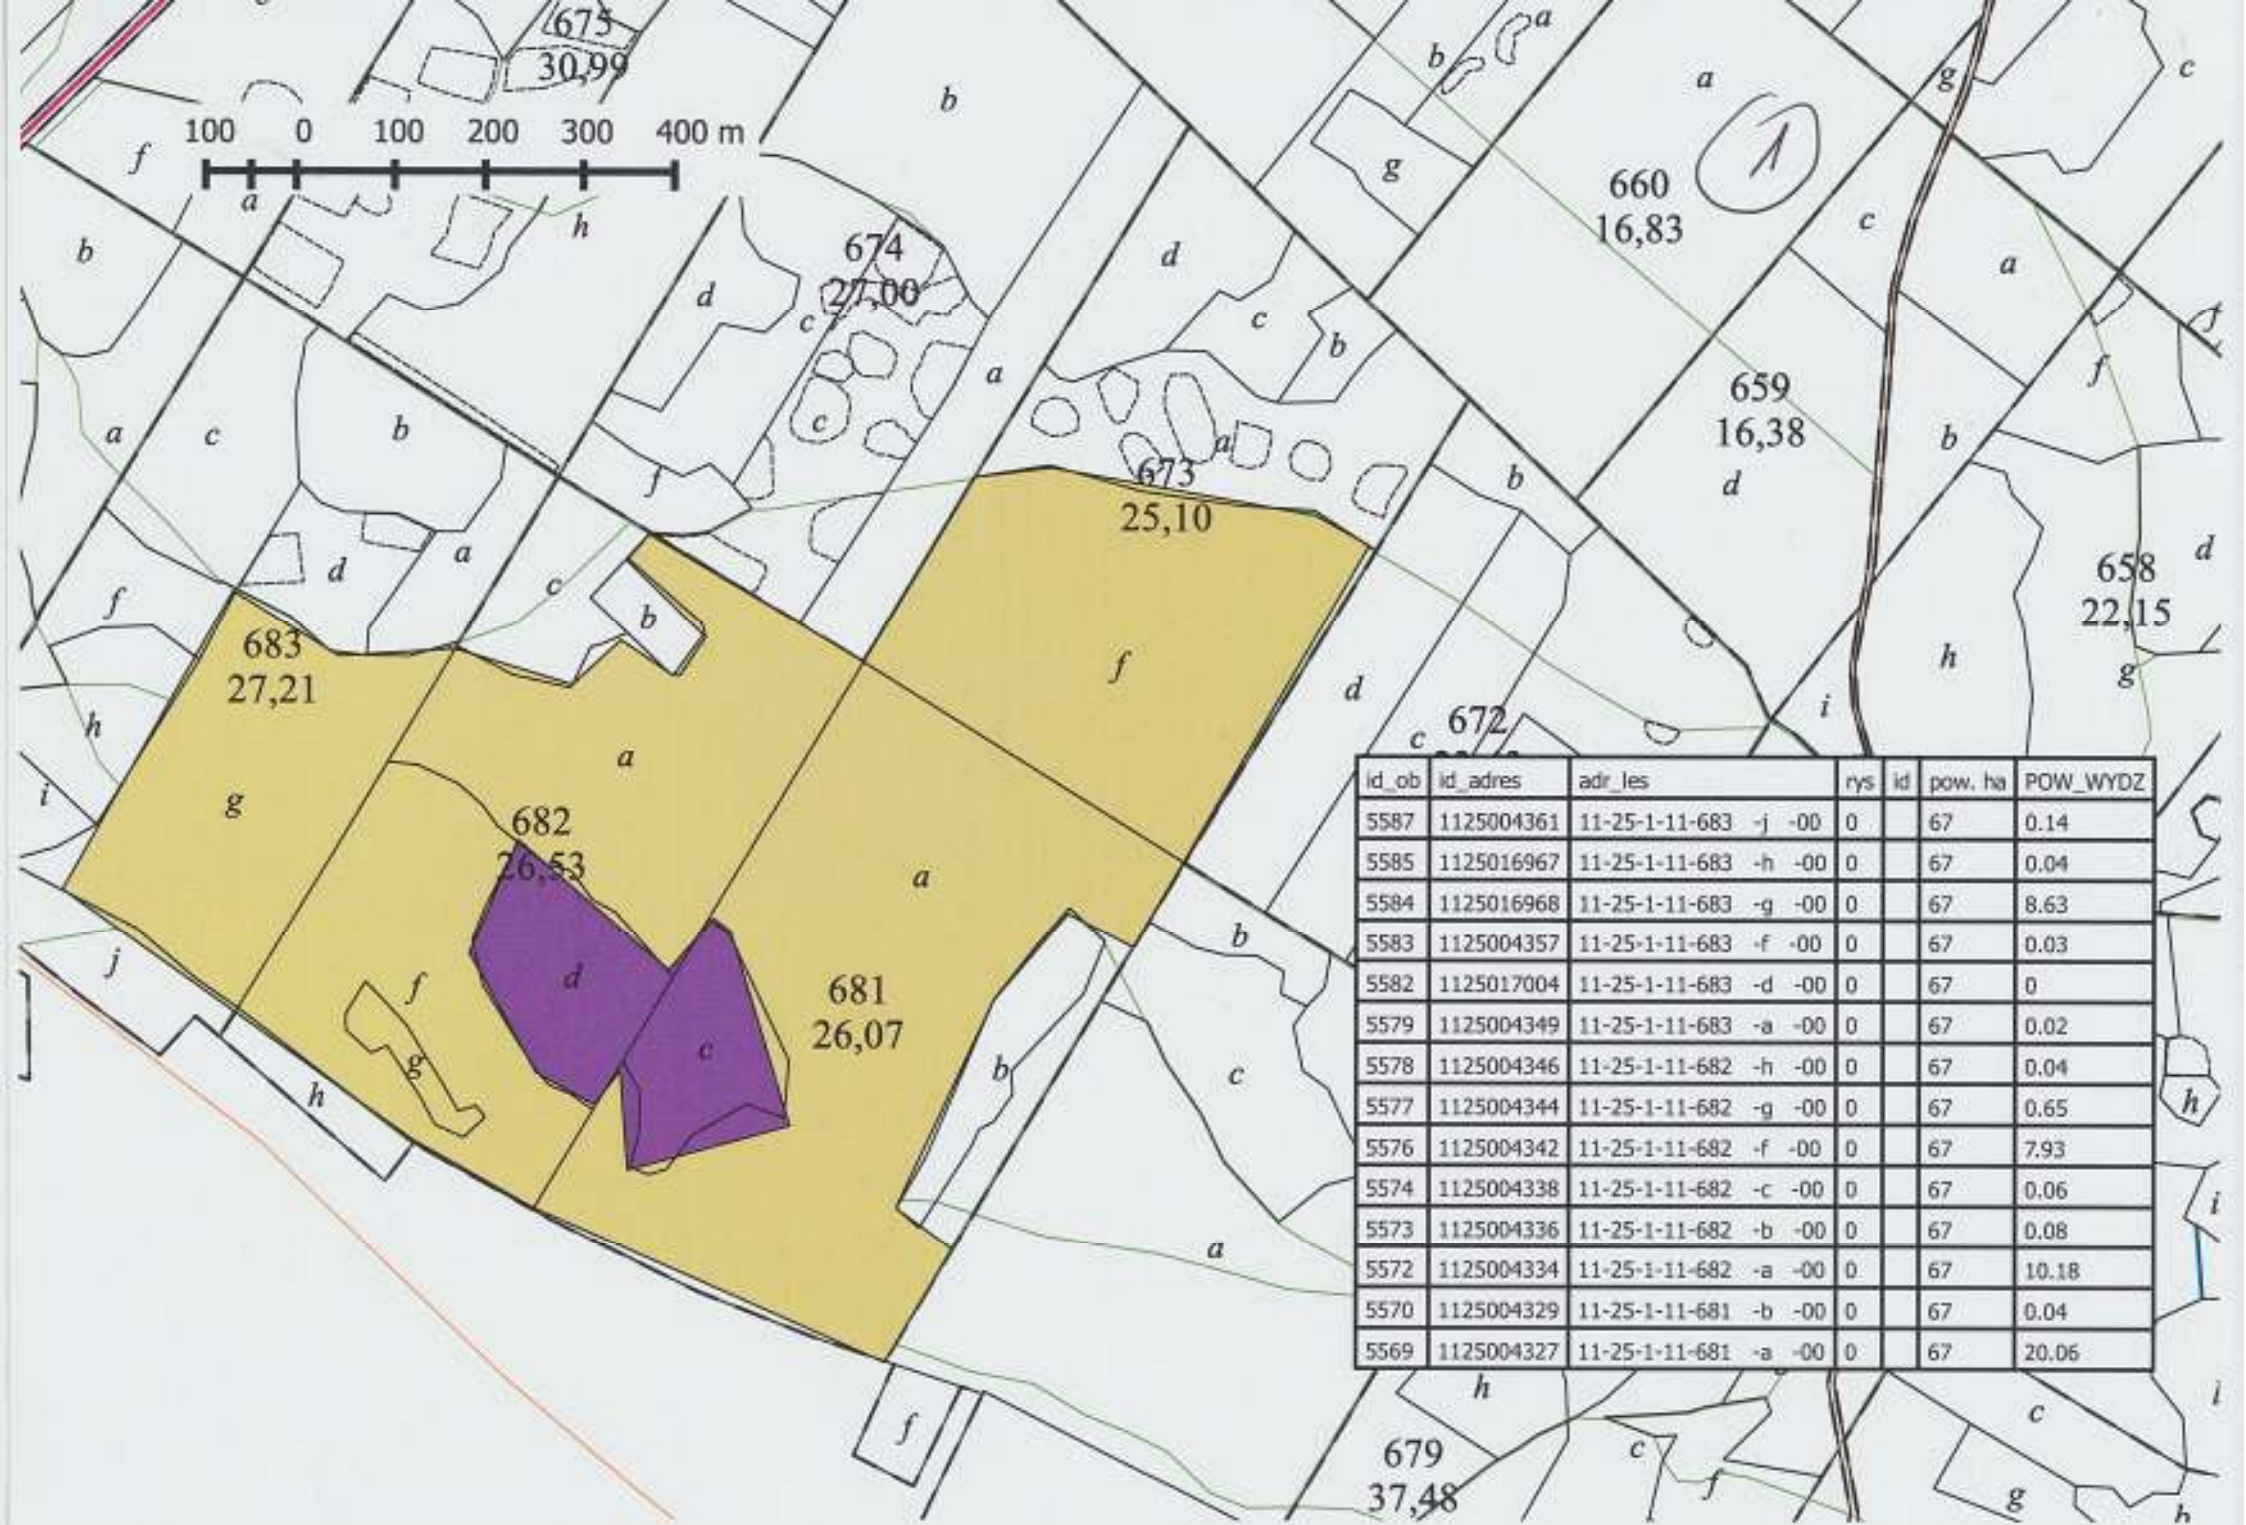 675
30,99
b
a
b
a
g
c
100 0 100 200 300 400 m
f
g
1
660
16,83
a
h
b
c
674
27,00
d
d
a
c
c
b
f
659
16,38
a
f
a
c
b
c
a
b
673
25,10
b
d
f
a
d
c
b
658
22,15
d
f
683
27,21
f
h
g
d
i
672
c
h
a
i
g
682
26,53
a
b
j
f
d
681
26,07
g
c
b
c
h
a
h
i
id_ob id_adres adr_les rys id pow. ha POW_WYDZ
5587 1125004361 11-25-1-11-683 -j -00 0 67 0.14
5585 1125016967 11-25-1-11-683 -h -00 0 67 0.04
5584 1125016968 11-25-1-11-683 -g -00 0 67 8.63
5583 1125004357 11-25-1-11-683 -f -00 0 67 0.03
5582 1125017004 11-25-1-11-683 -d -00 0 67 0
5579 1125004349 11-25-1-11-683 -a -00 0 67 0.02
5578 1125004346 11-25-1-11-682 -h -00 0 67 0.04
5577 1125004344 11-25-1-11-682 -g -00 0 67 0.65
5576 1125004342 11-25-1-11-682 -f -00 0 67 7.93
5574 1125004338 11-25-1-11-682 -c -00 0 67 0.06
5573 1125004336 11-25-1-11-682 -b -00 0 67 0.08
5572 1125004334 11-25-1-11-682 -a -00 0 67 10.18
5570 1125004329 11-25-1-11-681 -b -00 0 67 0.04
5569 1125004327 11-25-1-11-681 -a -00 0 67 20.06
h
c
f
679
37,48
c
f
g